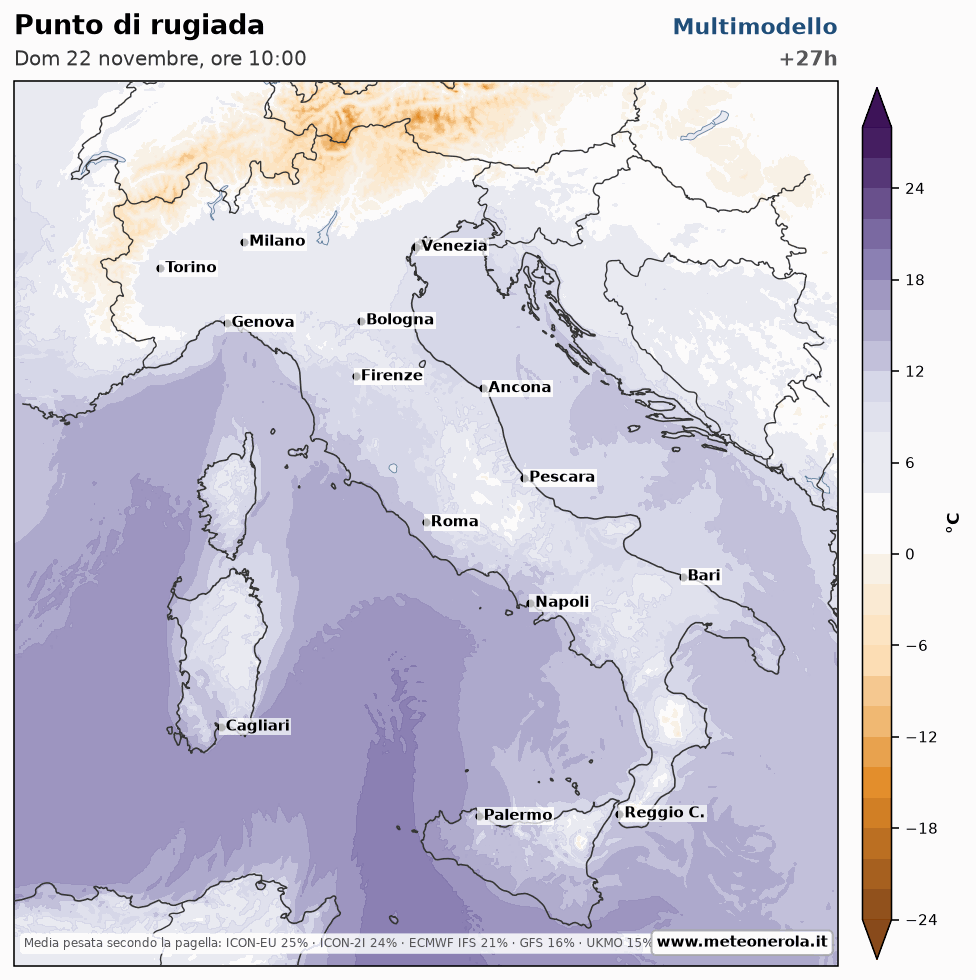 Punto di rugiada
Multimodello
Dom 22 novembre, ore 10:00
+27h
Milano
Venezia
Torino
Genova
Bologna
Firenze
Ancona
Pescara
Roma
Bari
Napoli
Cagliari
Palermo
Reggio C.
24
18
12
6
0
−6
−12
−18
−24
°C
Media pesata secondo la pagella: ICON-EU 25% · ICON-2I 24% · ECMWF IFS 21% · GFS 16% · UKMO 15%
www.meteonerola.it